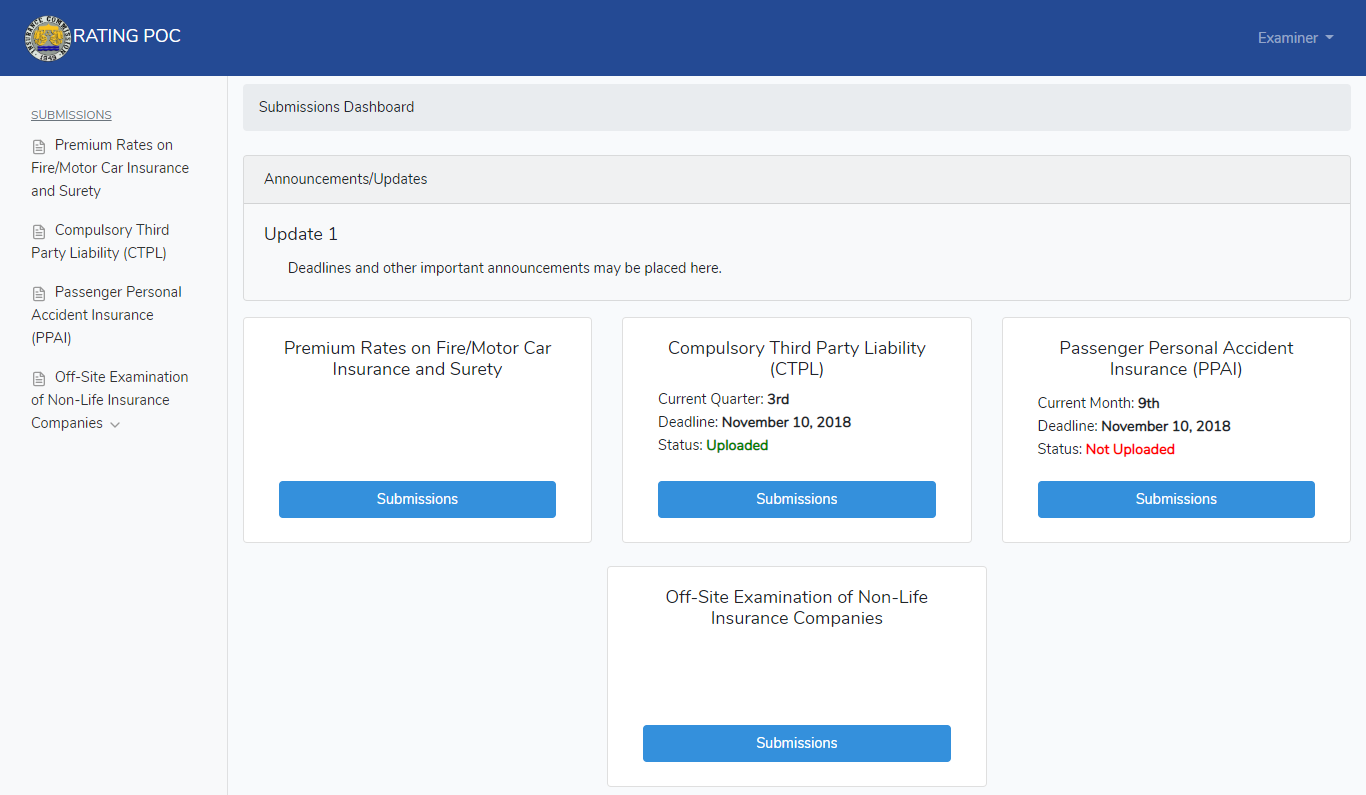 INSURANCE COMMISSION
1949
RATING POC
Examiner
SUBMISSIONS
Premium Rates on
Fire/Motor Car Insurance
and Surety
Compulsory Third
Party Liability (CTPL)
Passenger Personal
Accident Insurance
(PPAI)
Off-Site Examination
of Non-Life Insurance
Companies
Submissions Dashboard
Announcements/Updates
Update 1
Deadlines and other important announcements may be placed here.
Premium Rates on Fire/Motor Car
Insurance and Surety
Submissions
Compulsory Third Party Liability
(CTPL)
Current Quarter: 3rd
Deadline: November 10, 2018
Status: Uploaded
Submissions
Passenger Personal Accident
Insurance (PPAI)
Current Month: 9th
Deadline: November 10, 2018
Status: Not Uploaded
Submissions
Off-Site Examination of Non-Life
Insurance Companies
Submissions